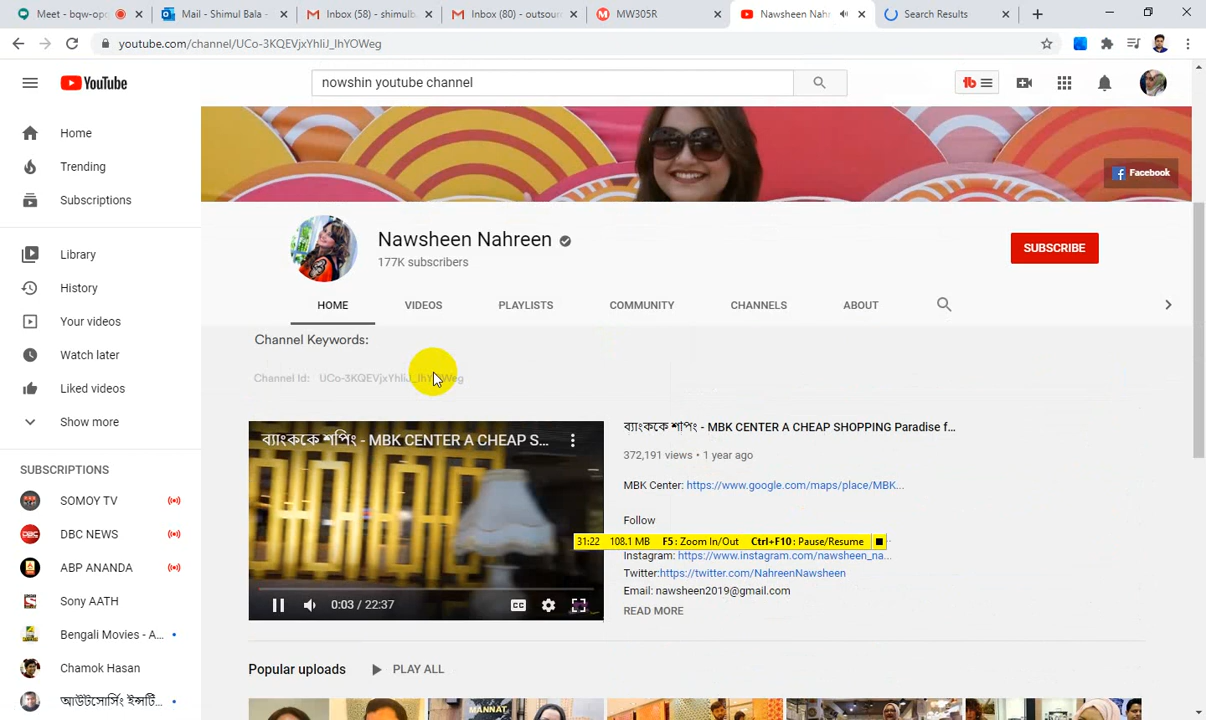 Meet - bqw-opc
Mail - Shimul Bala -
Inbox (58) - shimulb
Inbox (80) - outsour
MW305R
Nawsheen Nahr
Search Results
youtube.com/channel/UCo-3KQEVjxYhliJ_IhYOWeg
YouTube
nowshin youtube channel
Home
Trending
Subscriptions
Library
History
Your videos
Watch later
Liked videos
Show more
SUBSCRIPTIONS
SOMOY TV
DBC NEWS
ABP ANANDA
Sony AATH
Bengali Movies - A...
Chamok Hasan
আউটসোর্সিং ইন্সটি...
Facebook
Nawsheen Nahreen
177K subscribers
SUBSCRIBE
HOME VIDEOS PLAYLISTS COMMUNITY CHANNELS ABOUT
Channel Keywords:
Channel Id: UCo-3KQEVjxYhliJ_IhYOWeg
ব্যাংককে শপিং - MBK CENTER A CHEAP S...
0:03 / 22:37
ব্যাংককে শপিং - MBK CENTER A CHEAP SHOPPING Paradise f...
372,191 views • 1 year ago
MBK Center: https://www.google.com/maps/place/MBK...
Follow
31:22 108.1 MB F5: Zoom In/Out Ctrl+F10: Pause/Resume
Instagram: https://www.instagram.com/nawsheen_na...
Twitter:https://twitter.com/NahreenNawsheen
Email: nawsheen2019@gmail.com
READ MORE
Popular uploads PLAY ALL